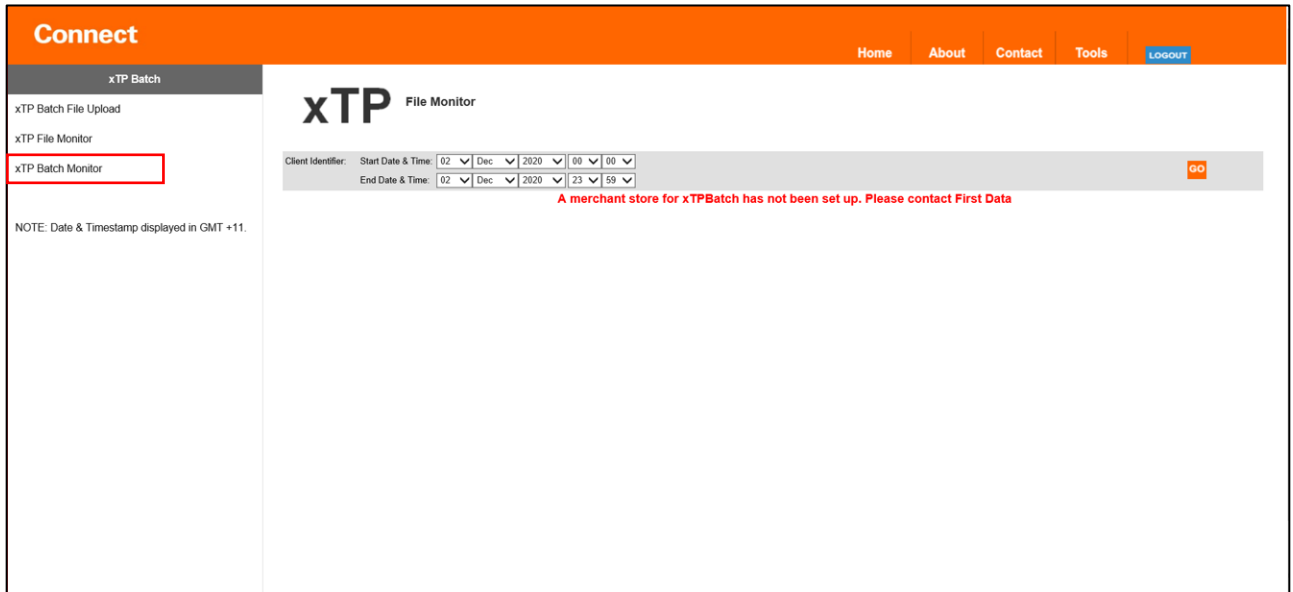 Connect
Home About Contact Tools LOGOUT
xTP Batch
xTP Batch File Upload
xTP File Monitor
xTP Batch Monitor
NOTE: Date & Timestamp displayed in GMT +11.
xTP File Monitor
Client Identifier: Start Date & Time: 02 Dec 2020 00 00
End Date & Time: 02 Dec 2020 23 59
GO
A merchant store for xTPBatch has not been set up. Please contact First Data